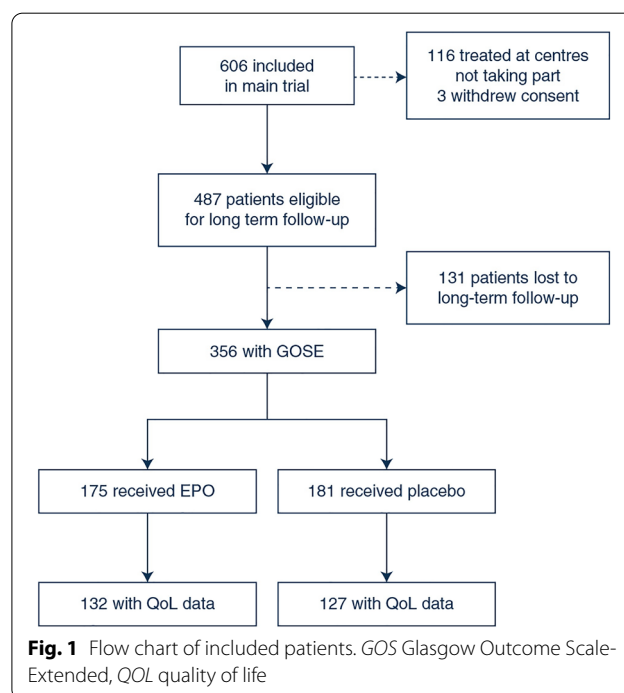 606 included
in main trial
116 treated at centres
not taking part
3 withdrew consent
487 patients eligible
for long term follow-up
131 patients lost to
long-term follow-up
356 with GOSE
175 received EPO
181 received placebo
132 with QoL data
127 with QoL data
Fig. 1 Flow chart of included patients. GOS Glasgow Outcome Scale-
Extended, QOL quality of life